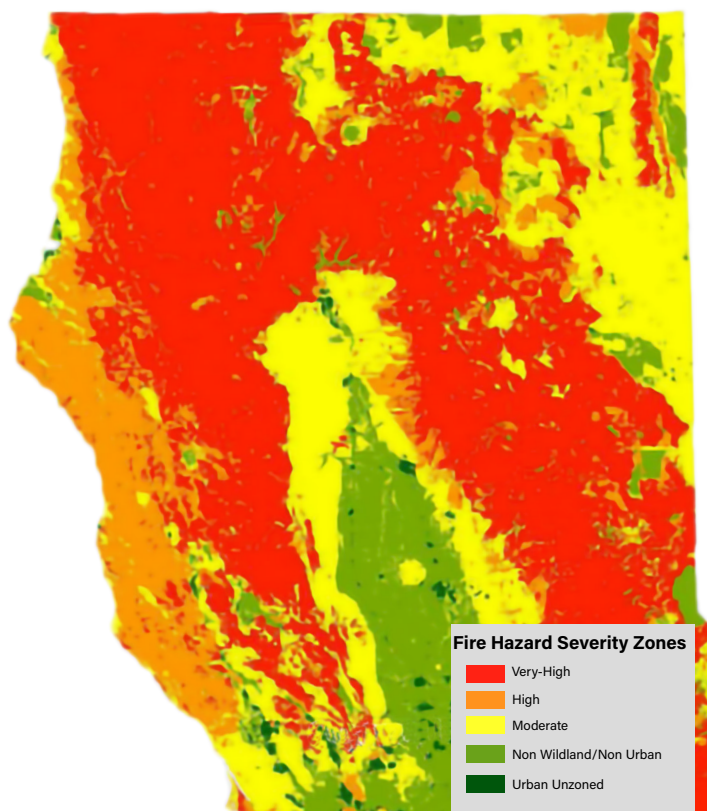 Fire Hazard Severity Zones
Very-High
High
Moderate
Non Wildland/Non Urban
Urban Unzoned